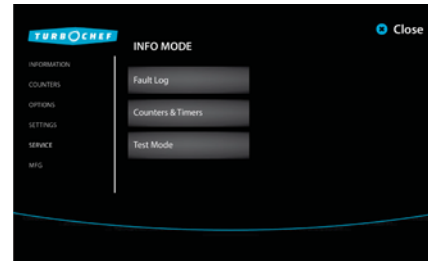 TURBOCHEF
Close
INFO MODE
INFORMATION
COUNTERS
OPTIONS
SETTINGS
SERVICE
MFG
Fault Log
Counters & Timers
Test Mode